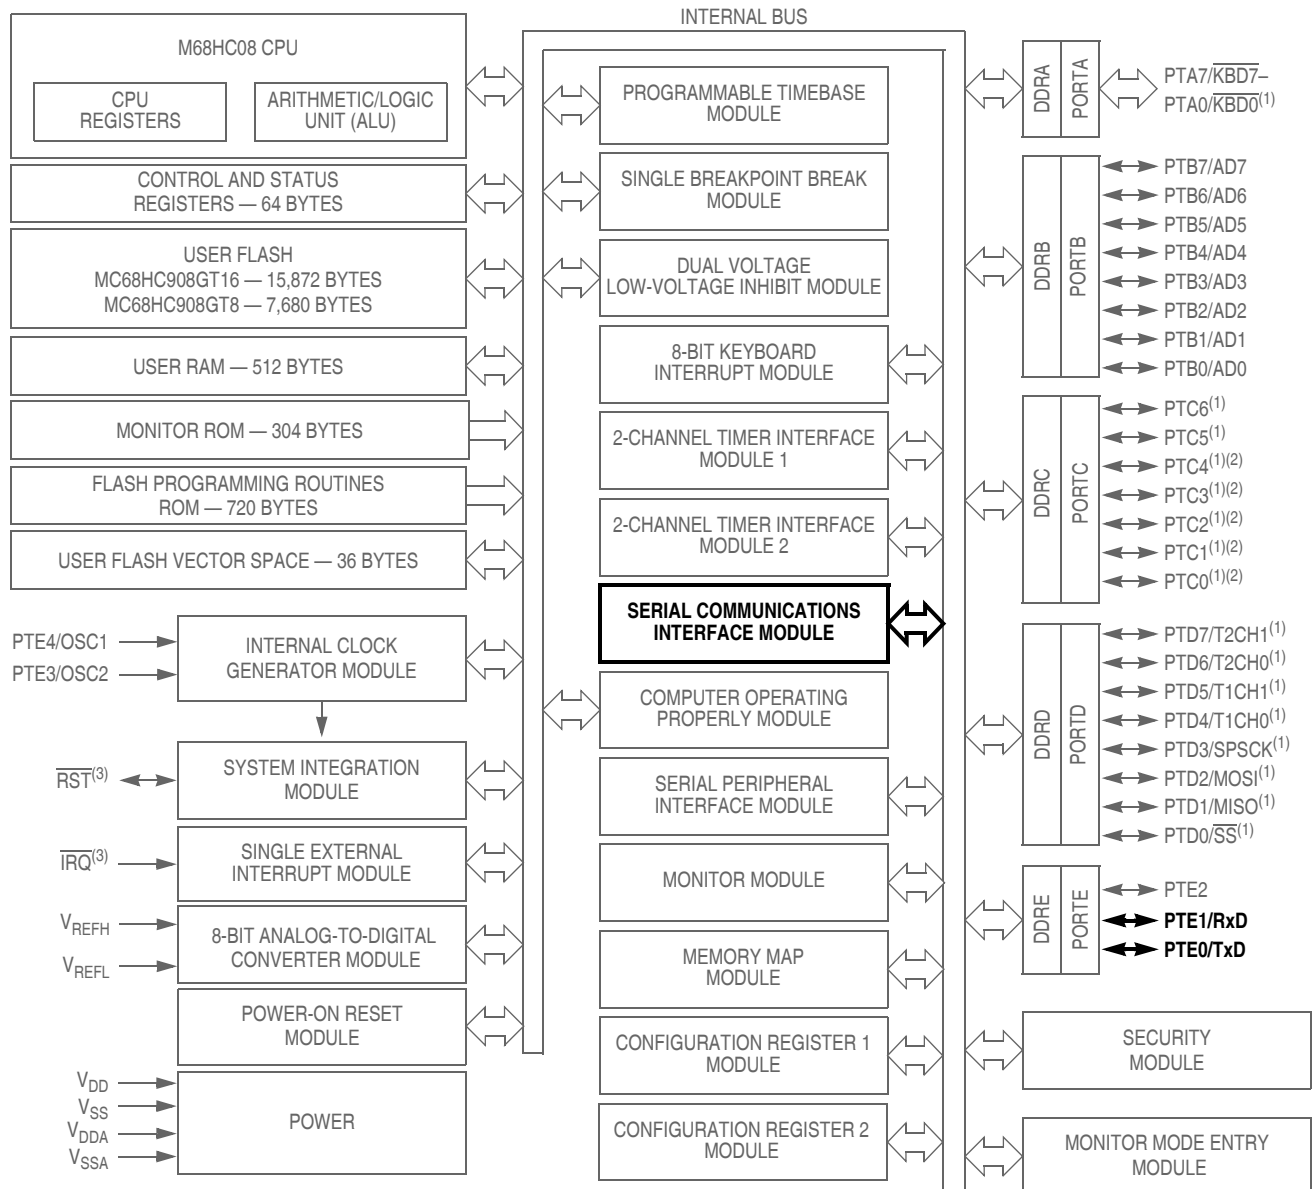 INTERNAL BUS
M68HC08 CPU
CPU
REGISTERS
ARITHMETIC/LOGIC
UNIT (ALU)
CONTROL AND STATUS
REGISTERS — 64 BYTES
USER FLASH
MC68HC908GT16 — 15,872 BYTES
MC68HC908GT8 — 7,680 BYTES
USER RAM — 512 BYTES
MONITOR ROM — 304 BYTES
FLASH PROGRAMMING ROUTINES
ROM — 720 BYTES
USER FLASH VECTOR SPACE — 36 BYTES
PTE4/OSC1
PTE3/OSC2
INTERNAL CLOCK
GENERATOR MODULE
RST(3)
SYSTEM INTEGRATION
MODULE
IRQ(3)
SINGLE EXTERNAL
INTERRUPT MODULE
VREFH
VREFL
8-BIT ANALOG-TO-DIGITAL
CONVERTER MODULE
POWER-ON RESET
MODULE
VDD
VSS
VDDA
VSSA
POWER
PROGRAMMABLE TIMEBASE
MODULE
SINGLE BREAKPOINT BREAK
MODULE
DUAL VOLTAGE
LOW-VOLTAGE INHIBIT MODULE
8-BIT KEYBOARD
INTERRUPT MODULE
2-CHANNEL TIMER INTERFACE
MODULE 1
2-CHANNEL TIMER INTERFACE
MODULE 2
SERIAL COMMUNICATIONS
INTERFACE MODULE
COMPUTER OPERATING
PROPERLY MODULE
SERIAL PERIPHERAL
INTERFACE MODULE
MONITOR MODULE
MEMORY MAP
MODULE
CONFIGURATION REGISTER 1
MODULE
CONFIGURATION REGISTER 2
MODULE
DDRA
PORTA
PTA7/KBD7–
PTA0/KBD0(1)
DDRB
PORTB
PTB7/AD7
PTB6/AD6
PTB5/AD5
PTB4/AD4
PTB3/AD3
PTB2/AD2
PTB1/AD1
PTB0/AD0
DDRC
PORTC
PTC6(1)
PTC5(1)
PTC4(1)(2)
PTC3(1)(2)
PTC2(1)(2)
PTC1(1)(2)
PTC0(1)(2)
DDRD
PORTD
PTD7/T2CH1(1)
PTD6/T2CH0(1)
PTD5/T1CH1(1)
PTD4/T1CH0(1)
PTD3/SPSCK(1)
PTD2/MOSI(1)
PTD1/MISO(1)
PTD0/SS(1)
DDRE
PORTE
PTE2
PTE1/RxD
PTE0/TxD
SECURITY
MODULE
MONITOR MODE ENTRY
MODULE